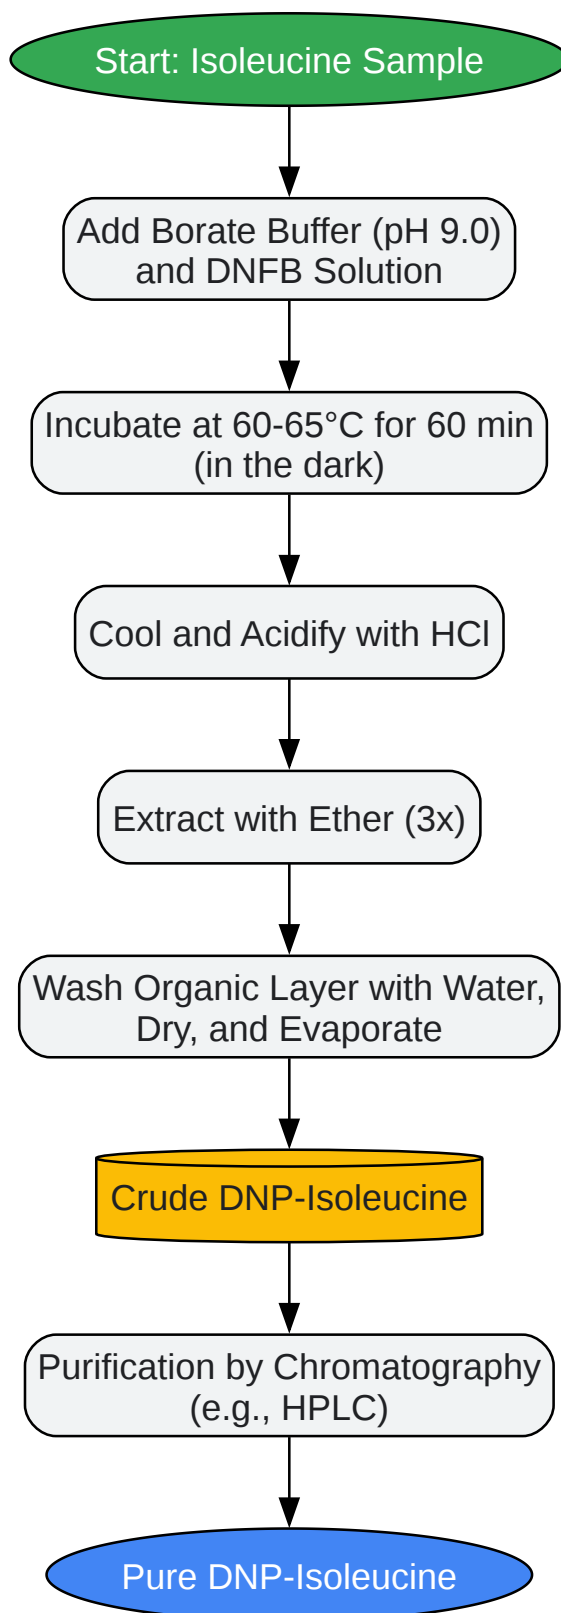 Start: Isoleucine Sample
Add Borate Buffer (pH 9.0)
and DNFB Solution
Incubate at 60-65°C for 60 min
(in the dark)
Cool and Acidify with HCl
Extract with Ether (3x)
Wash Organic Layer with Water,
Dry, and Evaporate
Crude DNP-Isoleucine
Purification by Chromatography
(e.g., HPLC)
Pure DNP-Isoleucine